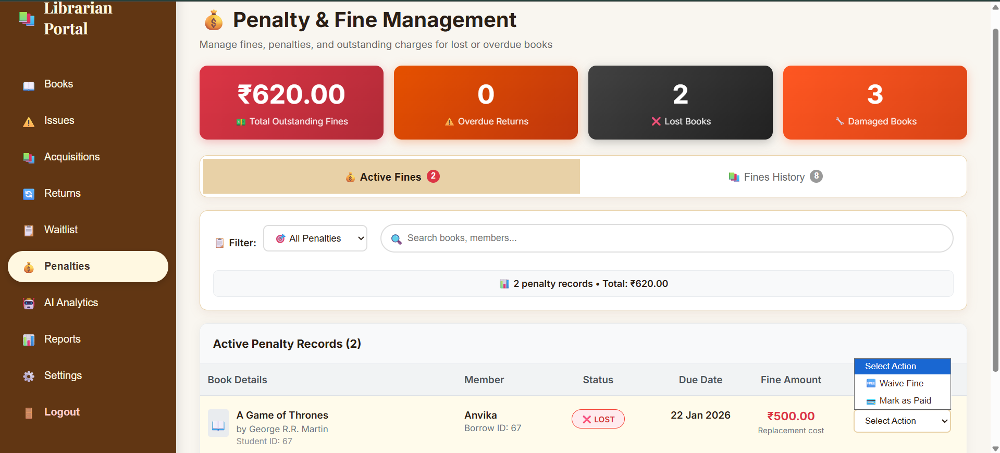 Librarian
Portal
Books
Issues
Acquisitions
Returns
Waitlist
Penalties
AI Analytics
Reports
Settings
Logout
Penalty & Fine Management
Manage fines, penalties, and outstanding charges for lost or overdue books
₹620.00
Total Outstanding Fines
0
Overdue Returns
2
Lost Books
3
Damaged Books
Active Fines 2
Fines History 8
Filter:
All Penalties
Search books, members...
2 penalty records • Total: ₹620.00
Active Penalty Records (2)
Book Details
Member
Status
Due Date
Fine Amount
Select Action
FREE Waive Fine
Mark as Paid
A Game of Thrones
by George R.R. Martin
Student ID: 67
Anvika
Borrow ID: 67
LOST
22 Jan 2026
₹500.00
Replacement cost
Select Action